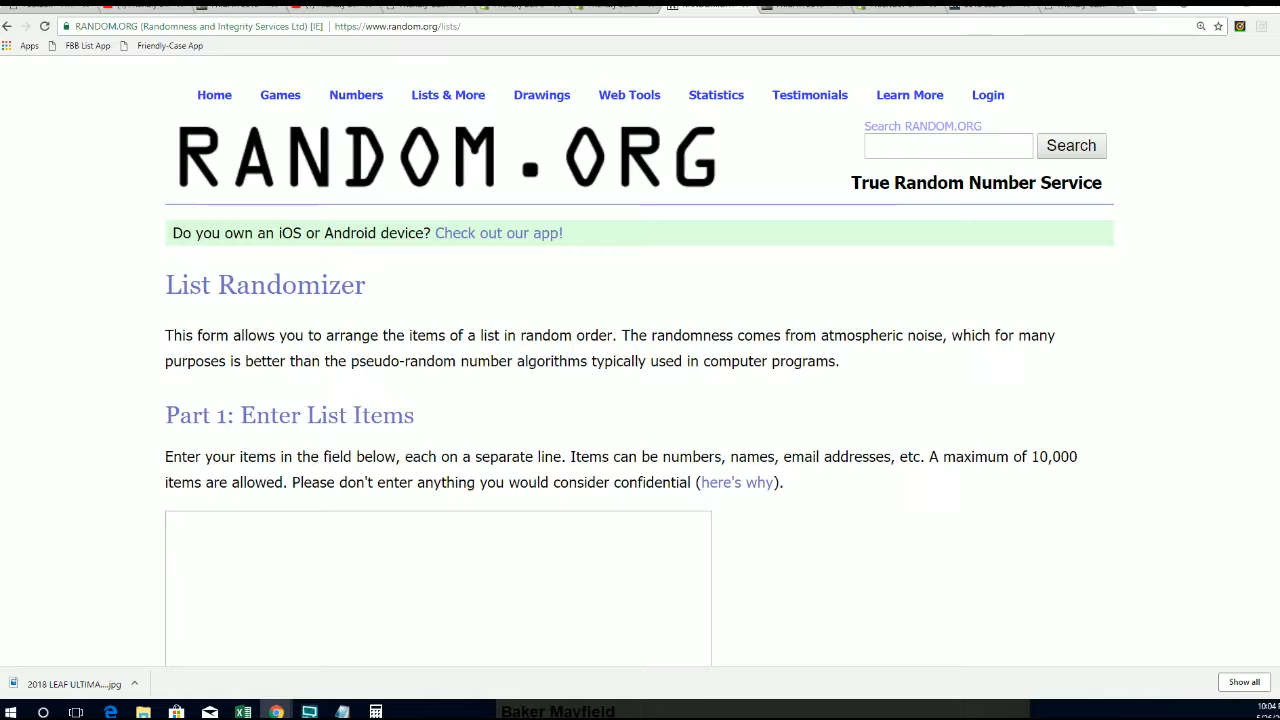 RANDOM.ORG (Randomness and Integrity Services Ltd) [IE] | https://www.random.org/lists/
Apps FBB List App Friendly-Case App
Home Games Numbers Lists & More Drawings Web Tools Statistics Testimonials Learn More Login
RANDOM.ORG
Search RANDOM.ORG
Search
True Random Number Service
Do you own an iOS or Android device? Check out our app!
List Randomizer
This form allows you to arrange the items of a list in random order. The randomness comes from atmospheric noise, which for many
purposes is better than the pseudo-random number algorithms typically used in computer programs.
Part 1: Enter List Items
Enter your items in the field below, each on a separate line. Items can be numbers, names, email addresses, etc. A maximum of 10,000
items are allowed. Please don't enter anything you would consider confidential (here's why).
2018 LEAF ULTIMA....jpg
Show all
Baker Mayfield
10:04